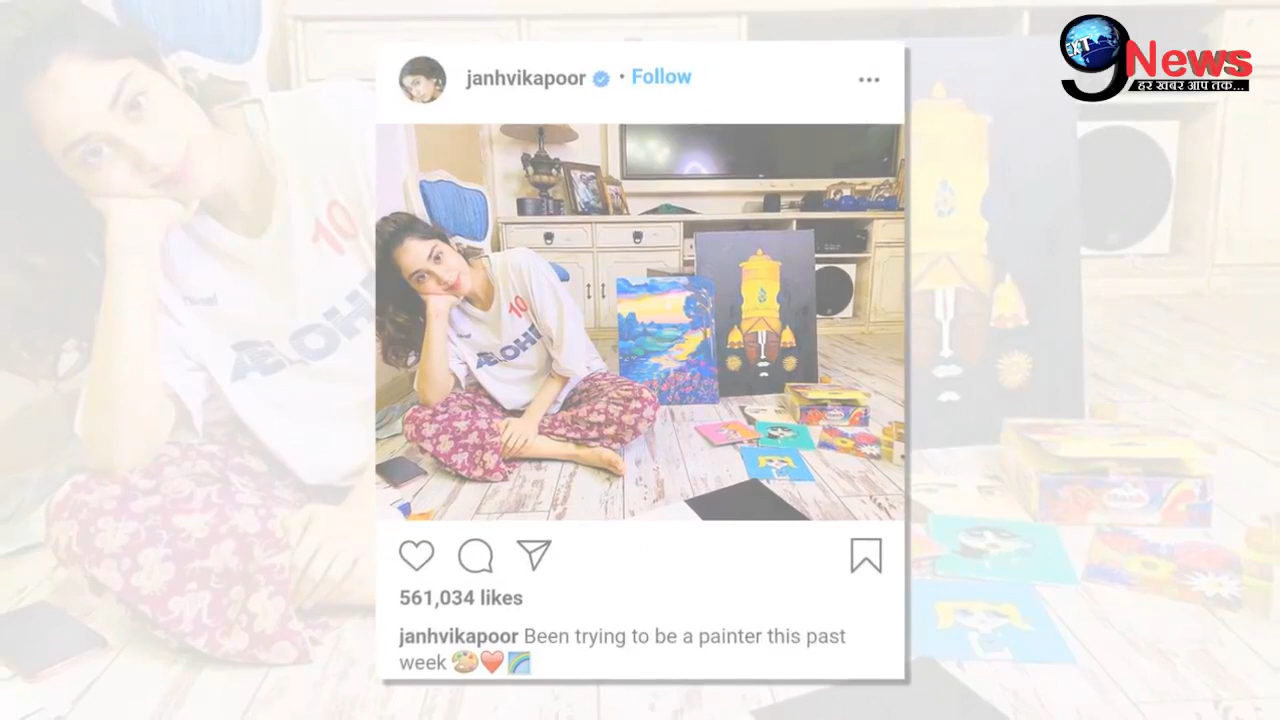 9 News
EXTV
हर खबर आप तक...
janhvikapoor • Follow
10
ALOHA
561,034 likes
janhvikapoor Been trying to be a painter this past
week 🎨❤️🌈